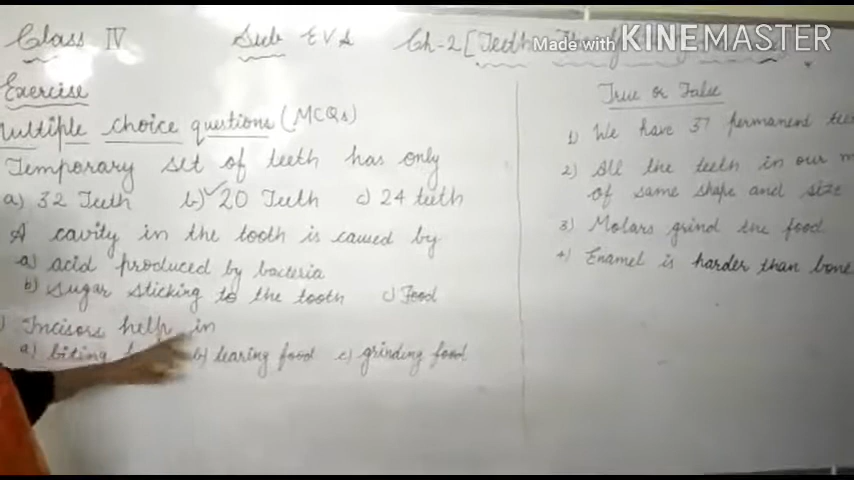 Class IV Sub EVS Ch-2 [Teeth
Made with KINEMASTER
Exercise
Multiple choice questions (MCQs)
Temporary set of teeth has only
a) 32 Teeth b) ✓20 Teeth c) 24 teeth
A cavity in the tooth is caused by
a) acid produced by bacteria
b) sugar sticking to the tooth c) Food
) Incisors help in
a) biting b) tearing food c) grinding food
True or False
1) We have 37 permanent tee
2) All the teeth in our m
of same shape and size
3) Molars grind the food
4) Enamel is harder than bone